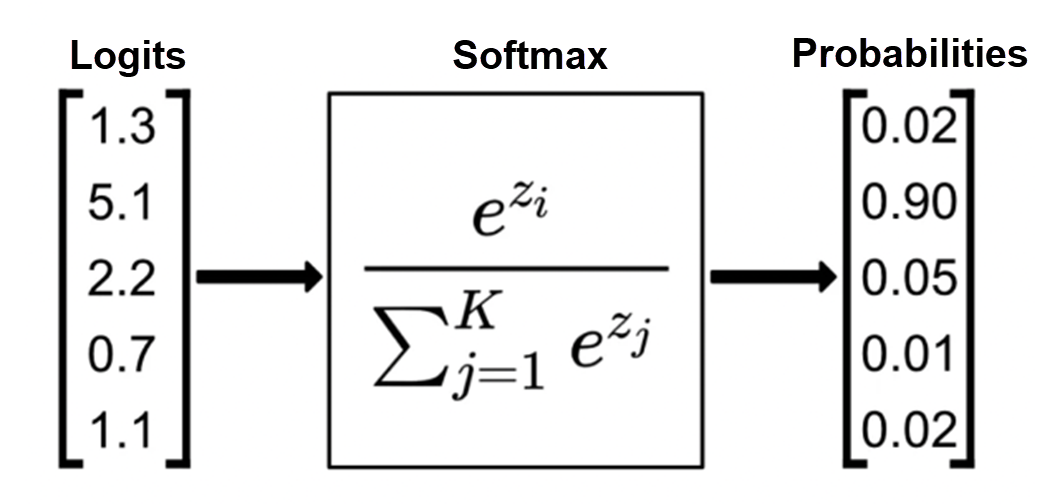 Logits
Softmax
Probabilities
1.3
5.1
2.2
0.7
1.1
e^{z_i}
∑_{j=1}^{K} e^{z_j}
0.02
0.90
0.05
0.01
0.02